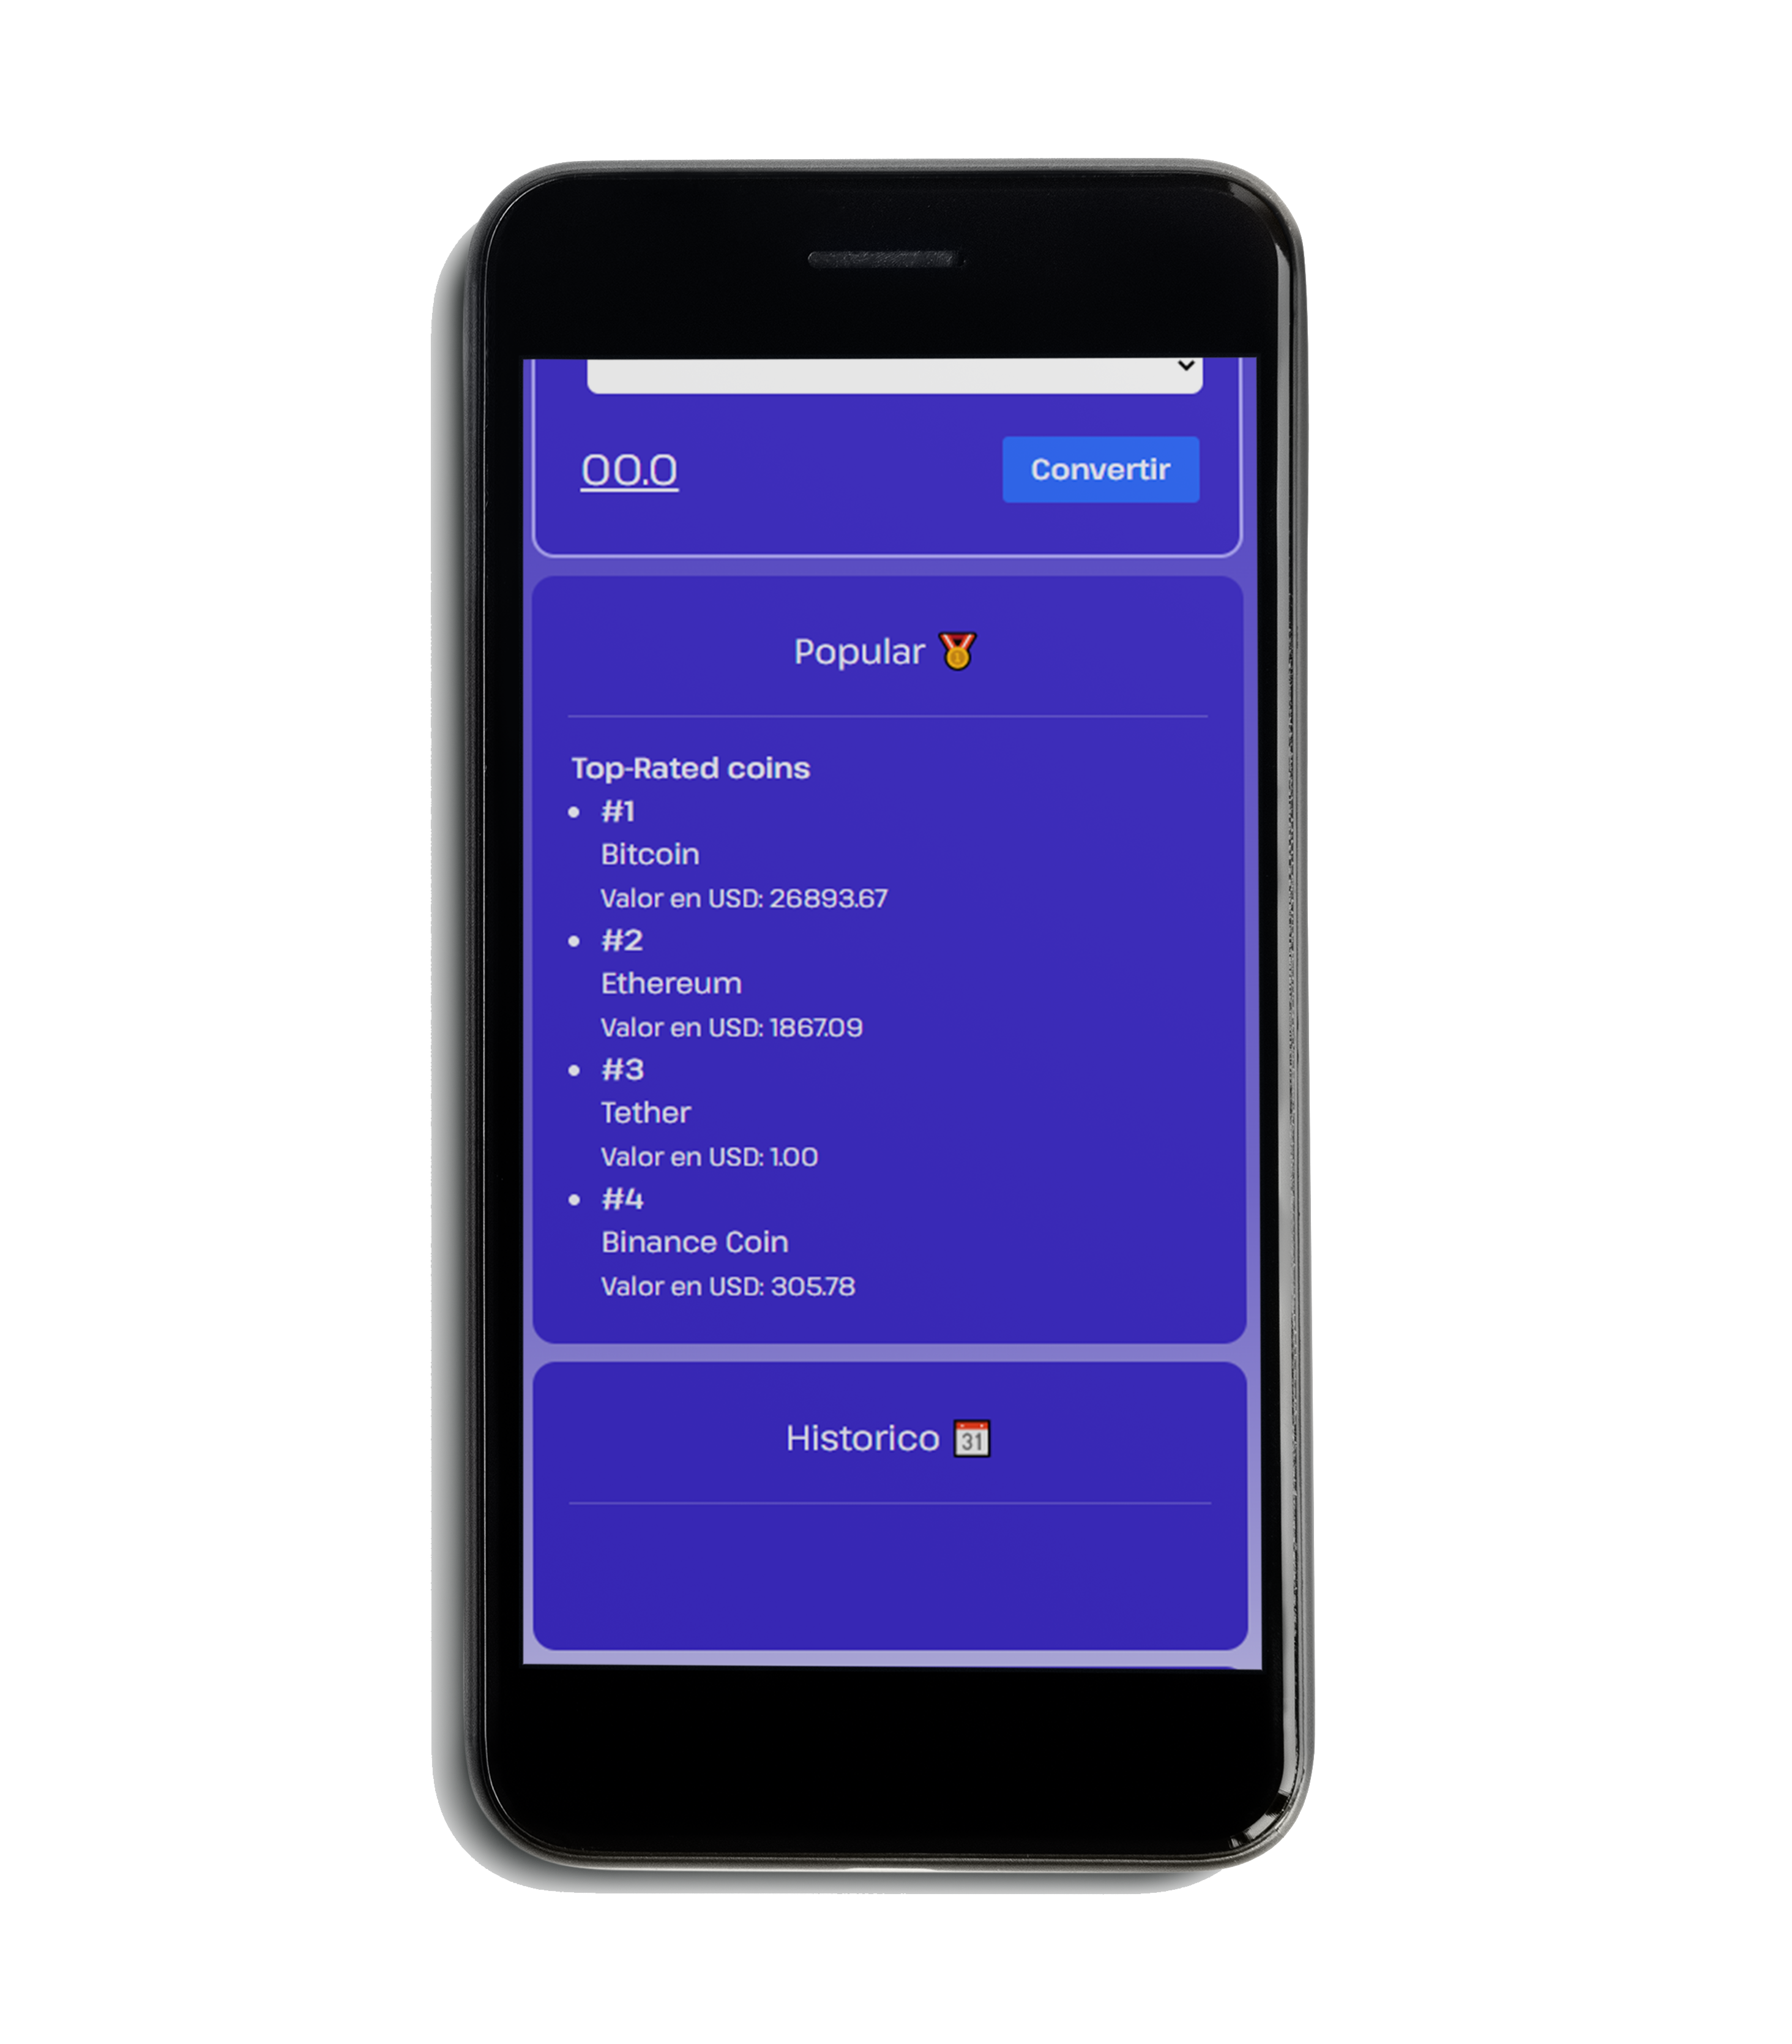 00.0
Convertir
Popular 🥇
Top-Rated coins
#1
Bitcoin
Valor en USD: 26893.67
#2
Ethereum
Valor en USD: 1867.09
#3
Tether
Valor en USD: 1.00
#4
Binance Coin
Valor en USD: 305.78
Historico 📅
31